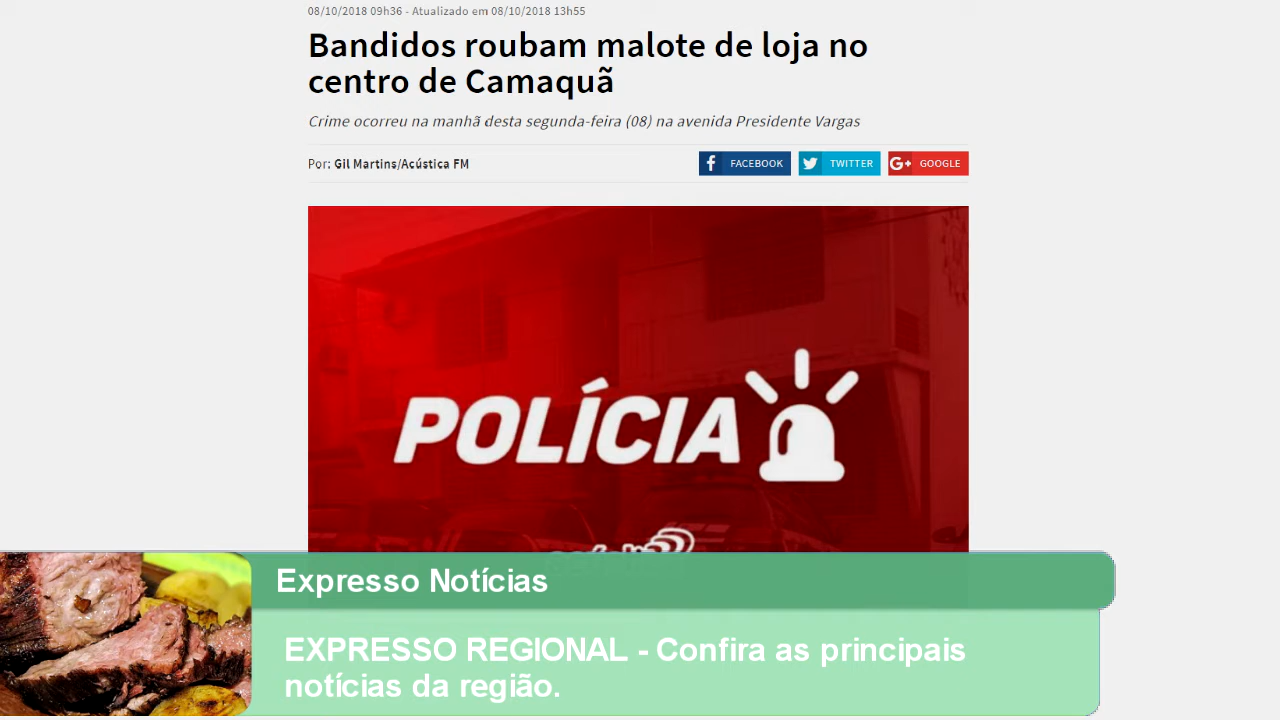 08/10/2018 09h36 - Atualizado em 08/10/2018 13h55
Bandidos roubam malote de loja no
centro de Camaquã
Crime ocorreu na manhã desta segunda-feira (08) na avenida Presidente Vargas
Por: Gil Martins/Acústica FM
FACEBOOK
TWITTER
GOOGLE
POLÍCIA
Expresso Notícias
EXPRESSO REGIONAL - Confira as principais
notícias da região.